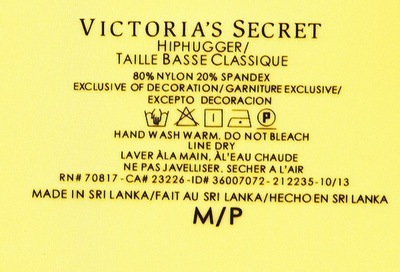 VICTORIA'S SECRET
HIPHUGGER/
TAILLE BASSE CLASSIQUE
80% NYLON 20% SPANDEX
EXCLUSIVE OF DECORATION/GARNITURE EXCLUSIVE/
EXCEPTO DECORACION
P
HAND WASH WARM. DO NOT BLEACH
LINE DRY
LAVER ÀLA MAIN, À L'EAU CHAUDE
NE PAS JAVELLISER. SECHER A L'AIR
RN# 70817 - CA# 23226 - ID# 36007072 - 212235 - 10/13
MADE IN SRI LANKA/FAIT AU SRI LANKA/HECHO EN SRI LANKA
M/P